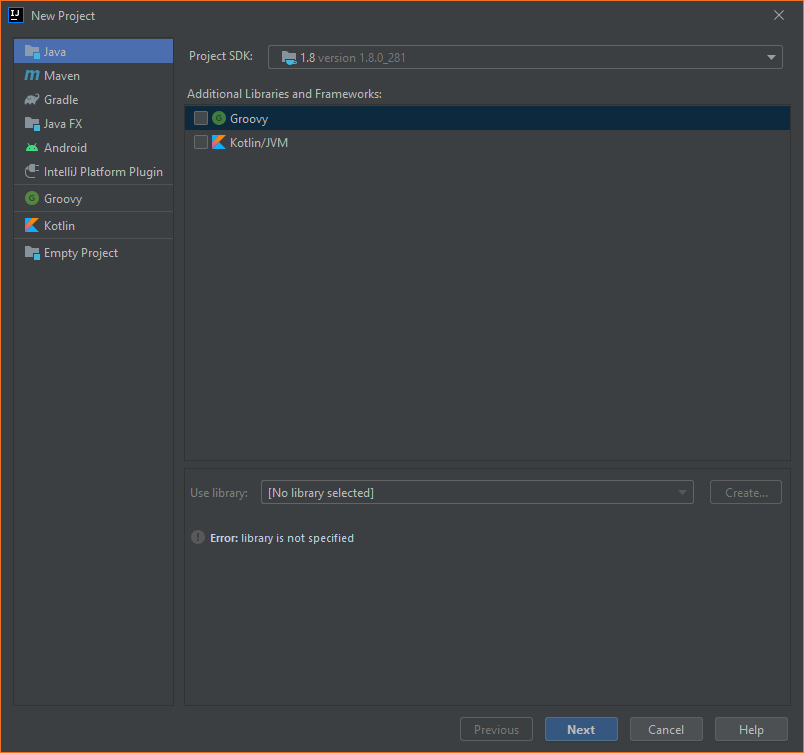 IJ
New Project
Java
Maven
Gradle
Java FX
Android
IntelliJ Platform Plugin
Groovy
Kotlin
Empty Project
Project SDK:
1.8 version 1.8.0_281
Additional Libraries and Frameworks:
Groovy
Kotlin/JVM
Use library:
[No library selected]
Create...
Error: library is not specified
Previous
Next
Cancel
Help